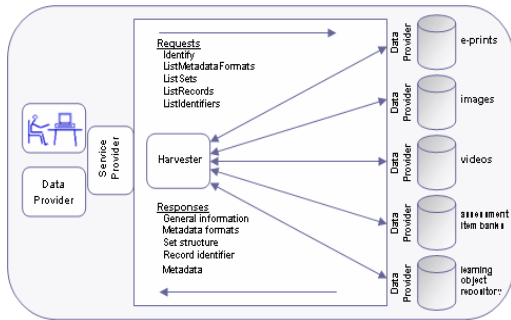 Requests
Identify
ListMetadataFormats
ListSets
ListRecords
ListIdentifiers
Data
Provider
Service
Provider
Harvester
Responses
General information
Metadata formats
Set structure
Record identifier
Metadata
Data
Provider
e-prints
Data
Provider
images
Data
Provider
videos
Data
Provider
assessment
item banks
Data
Provider
learning
object
repository